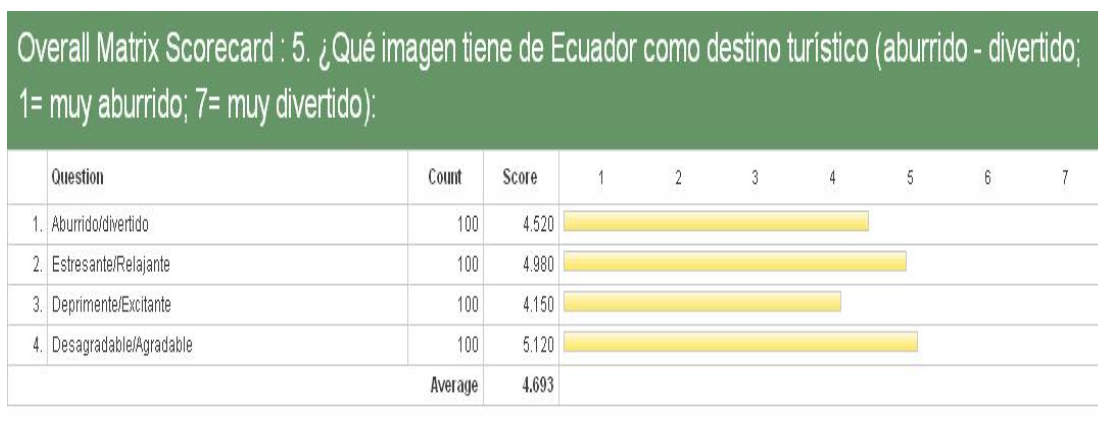 Overall Matrix Scorecard : 5. ¿Qué imagen tiene de Ecuador como destino turístico (aburrido - divertido;
1= muy aburrido; 7= muy divertido):
Question Count Score 1 2 3 4 5 6 7
1. Aburrido/divertido 100 4.520
2. Estresante/Relajante 100 4.980
3. Deprimente/Excitante 100 4.150
4. Desagradable/Agradable 100 5.120
Average 4.693